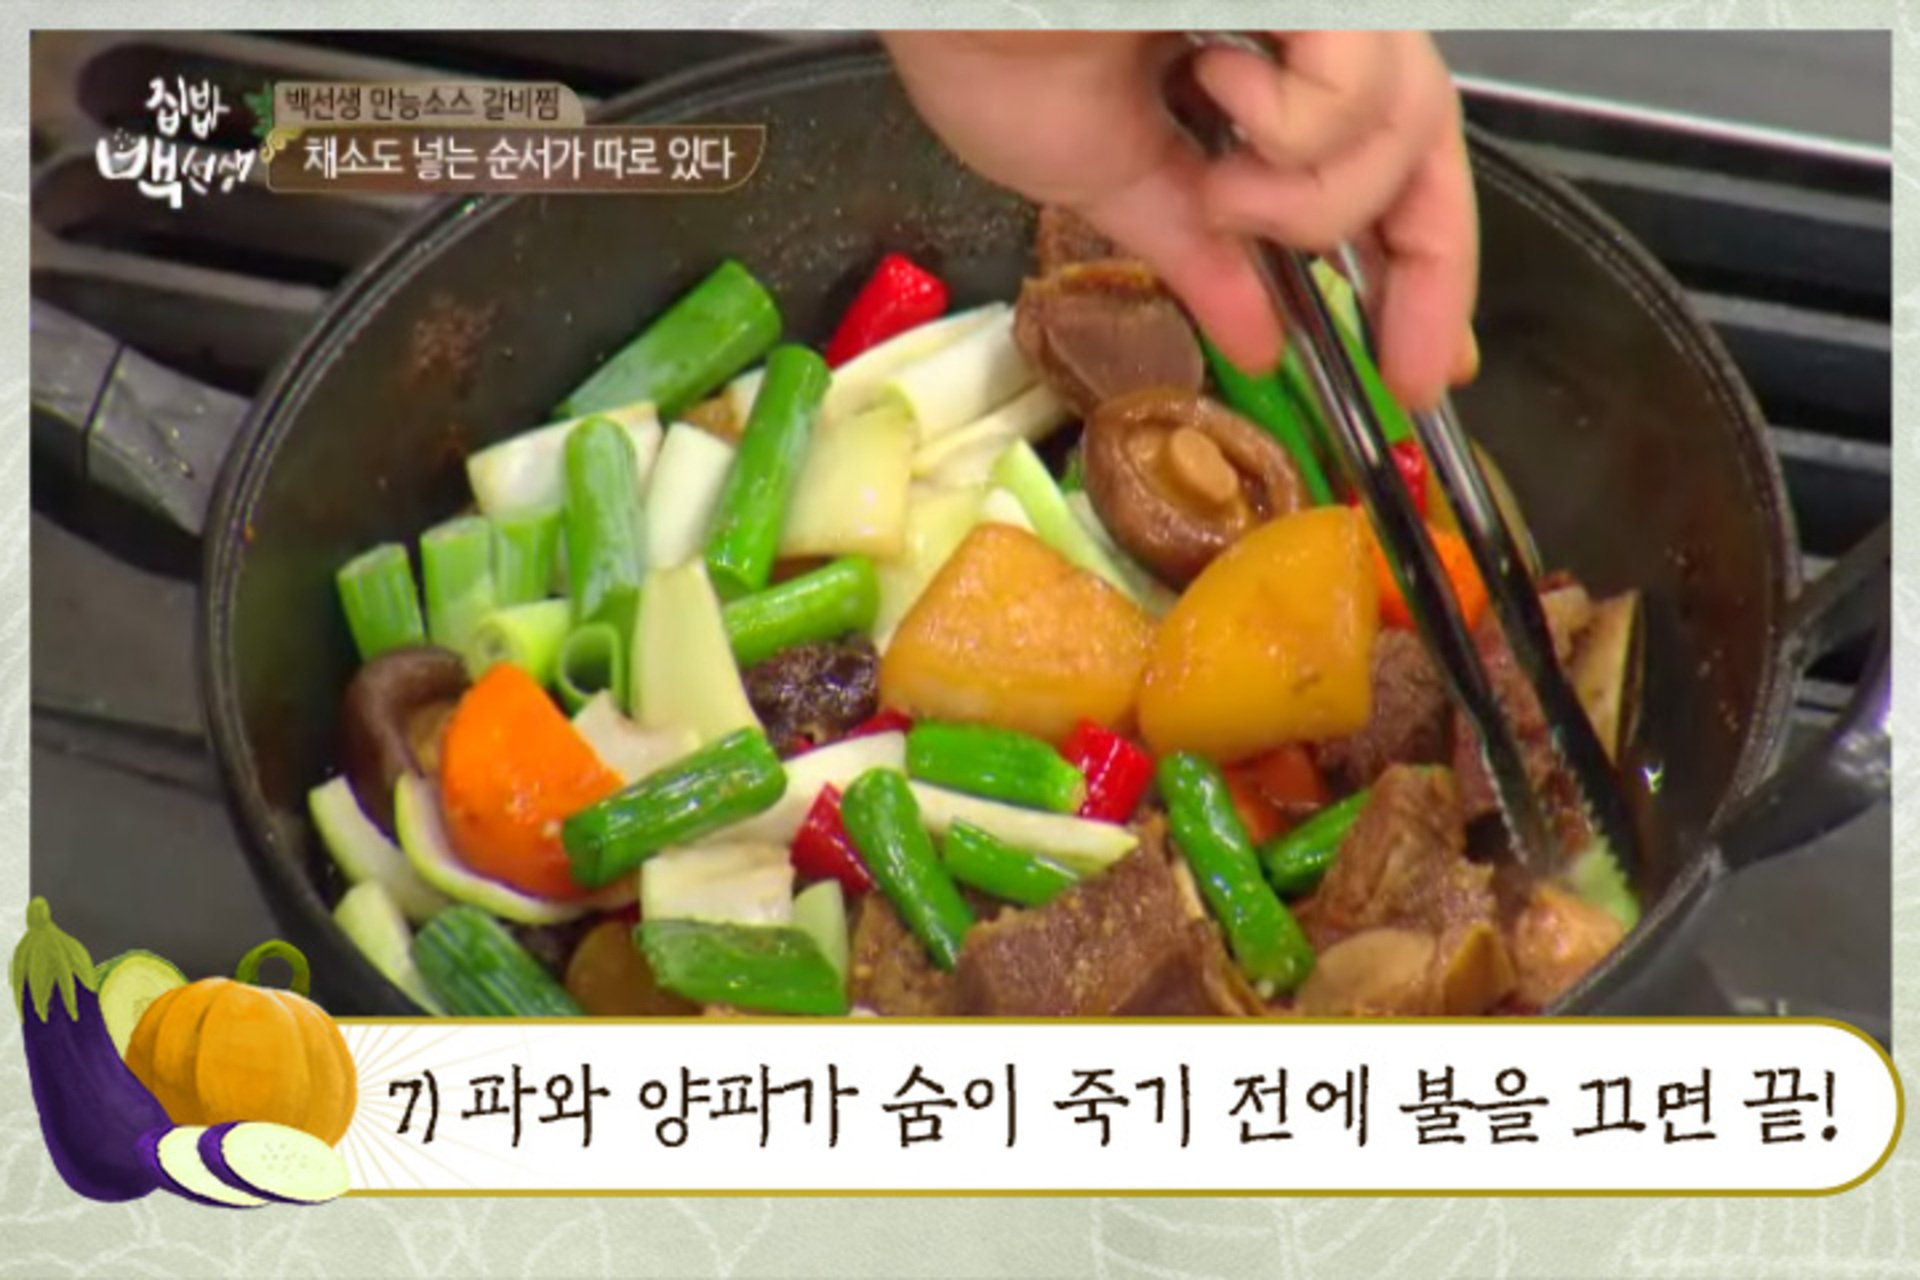 집밥
백선생
백선생 만능소스 갈비찜
채소도 넣는 순서가 따로 있다
7) 파와 양파가 숨이 죽기 전에 불을 끄면 끝!